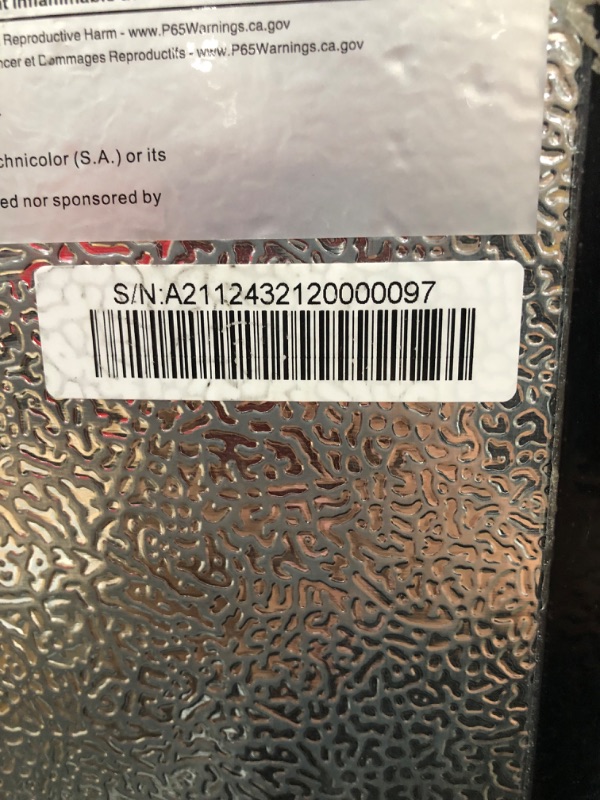 Inflammable
Reproductive Harm - www.P65Warnings.ca.gov
ncer et Dommages Reproductifs - www.P65Warnings.ca.gov
chnicolor (S.A.) or its
ed nor sponsored by
S/N:A2112432120000097